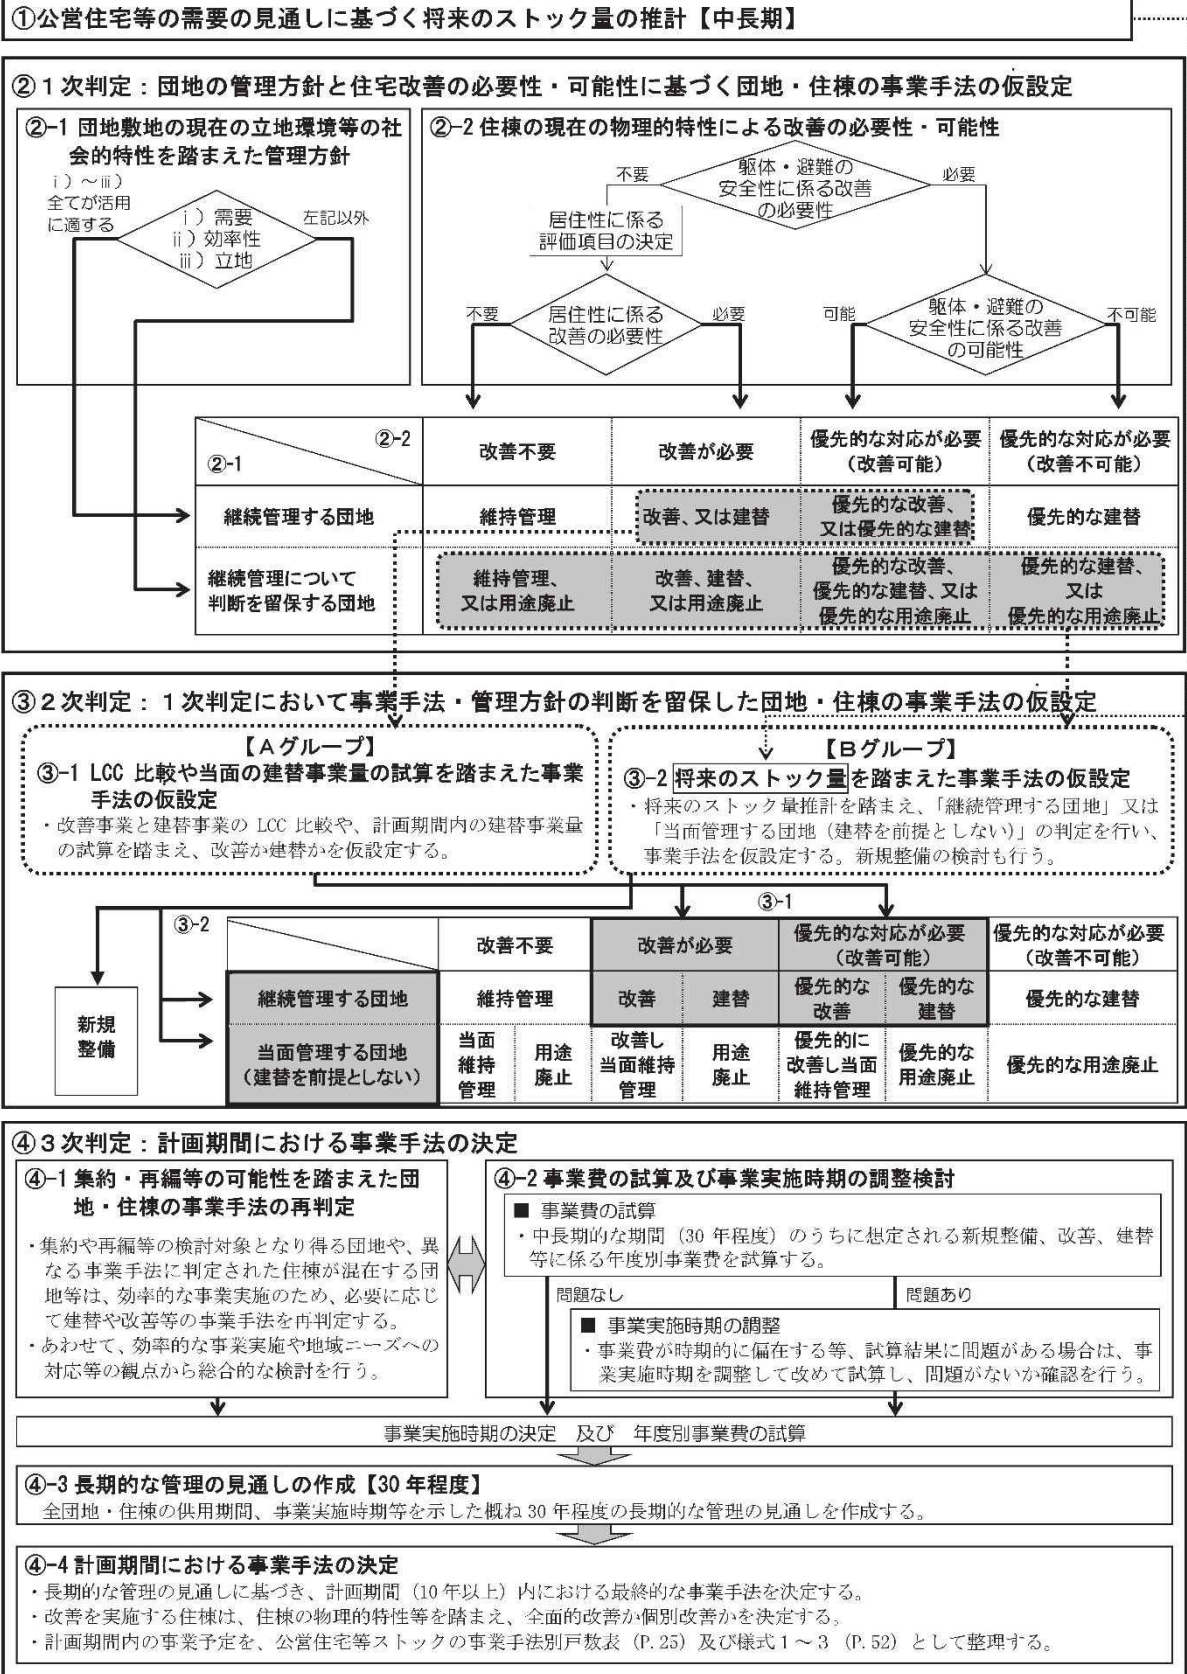 ①公営住宅等の需要の見通しに基づく将来のストック量の推計【中長期】
②１次判定：団地の管理方針と住宅改善の必要性・可能性に基づく団地・住棟の事業手法の仮設定
②-1 団地敷地の現在の立地環境等の社
会的特性を踏まえた管理方針
ⅰ）～ⅲ）
全てが活用
に適する
ⅰ）需要
ⅱ）効率性
ⅲ）立地
左記以外
②-2 住棟の現在の物理的特性による改善の必要性・可能性
不要
躯体・避難の
安全性に係る改善
の必要性
必要
居住性に係る
評価項目の決定
不要
居住性に係る
改善の必要性
必要
可能
躯体・避難の
安全性に係る改善
の可能性
不可能
②-2
②-1
改善不要
改善が必要
優先的な対応が必要
（改善可能）
優先的な対応が必要
（改善不可能）
継続管理する団地
維持管理
改善、又は建替
優先的な改善、
又は優先的な建替
優先的な建替
継続管理について
判断を留保する団地
維持管理、
又は用途廃止
改善、建替、
又は用途廃止
優先的な改善、
優先的な建替、又は
優先的な用途廃止
優先的な建替、
又は
優先的な用途廃止
③２次判定：１次判定において事業手法・管理方針の判断を留保した団地・住棟の事業手法の仮設定
【Ａグループ】
③-1 LCC 比較や当面の建替事業量の試算を踏まえた事業
手法の仮設定
・改善事業と建替事業の LCC 比較や、計画期間内の建替事業量
の試算を踏まえ、改善か建替かを仮設定する。
【Ｂグループ】
③-2 将来のストック量を踏まえた事業手法の仮設定
・将来のストック量推計を踏まえ、「継続管理する団地」又は
「当面管理する団地（建替を前提としない）」の判定を行い、
事業手法を仮設定する。新規整備の検討も行う。
③-2
③-1
新規
整備
改善不要
改善が必要
優先的な対応が必要
（改善可能）
優先的な対応が必要
（改善不可能）
継続管理する団地
維持管理
改善
建替
優先的な
改善
優先的な
建替
優先的な建替
当面管理する団地
（建替を前提としない）
当面
維持
管理
用途
廃止
改善し
当面維持
管理
用途
廃止
優先的に
改善し当面
維持管理
優先的な
用途廃止
優先的な用途廃止
④３次判定：計画期間における事業手法の決定
④-1 集約・再編等の可能性を踏まえた団
地・住棟の事業手法の再判定
・集約や再編等の検討対象となり得る団地や、異
なる事業手法に判定された住棟が混在する団
地等は、効率的な事業実施のため、必要に応じ
て建替や改善等の事業手法を再判定する。
・あわせて、効率的な事業実施や地域ニーズへの
対応等の観点から総合的な検討を行う。
④-2 事業費の試算及び事業実施時期の調整検討
■ 事業費の試算
・中長期的な期間（30 年程度）のうちに想定される新規整備、改善、建替
等に係る年度別事業費を試算する。
問題なし
問題あり
■ 事業実施時期の調整
・事業費が時期的に偏在する等、試算結果に問題がある場合は、事
業実施時期を調整して改めて試算し、問題がないか確認を行う。
事業実施時期の決定　及び　年度別事業費の試算
④-3 長期的な管理の見通しの作成【30 年程度】
全団地・住棟の供用期間、事業実施時期等を示した概ね 30 年程度の長期的な管理の見通しを作成する。
④-4 計画期間における事業手法の決定
・長期的な管理の見通しに基づき、計画期間（10 年以上）内における最終的な事業手法を決定する。
・改善を実施する住棟は、住棟の物理的特性等を踏まえ、全面的改善か個別改善かを決定する。
・計画期間内の事業予定を、公営住宅等ストックの事業手法別戸数表（P.25）及び様式１～３（P.52）として整理する。